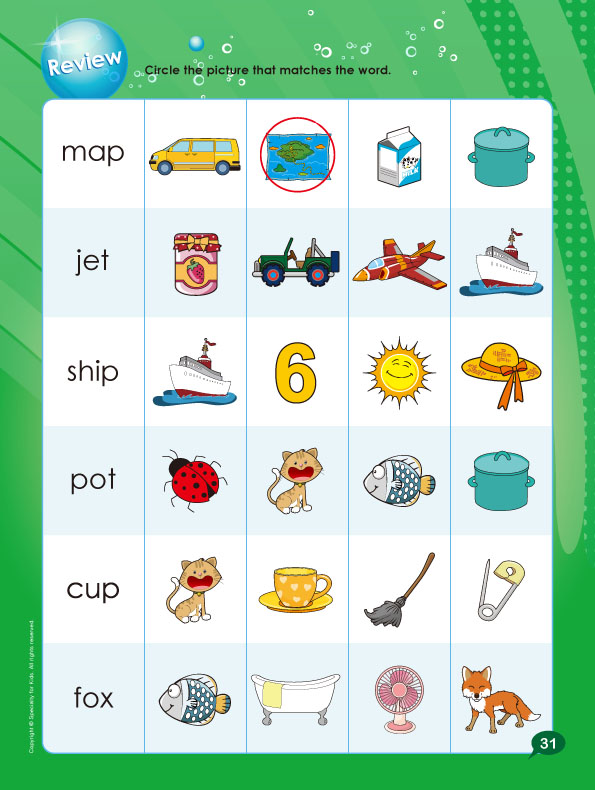 Review
Circle the picture that matches the word.
map
MILK
jet
ship
6
pot
cup
fox
31
Copyright © Specialty for Kids. All rights reserved.